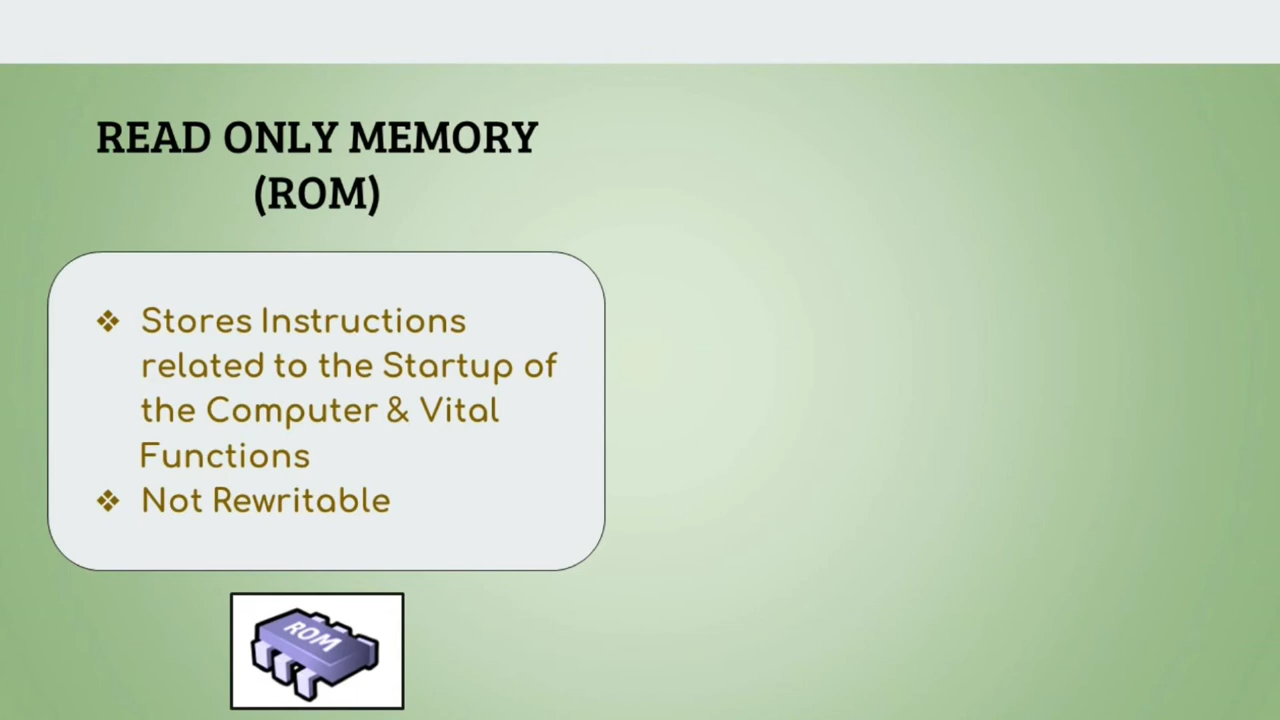 READ ONLY MEMORY
(ROM)
❖ Stores Instructions
related to the Startup of
the Computer & Vital
Functions
❖ Not Rewritable
ROM